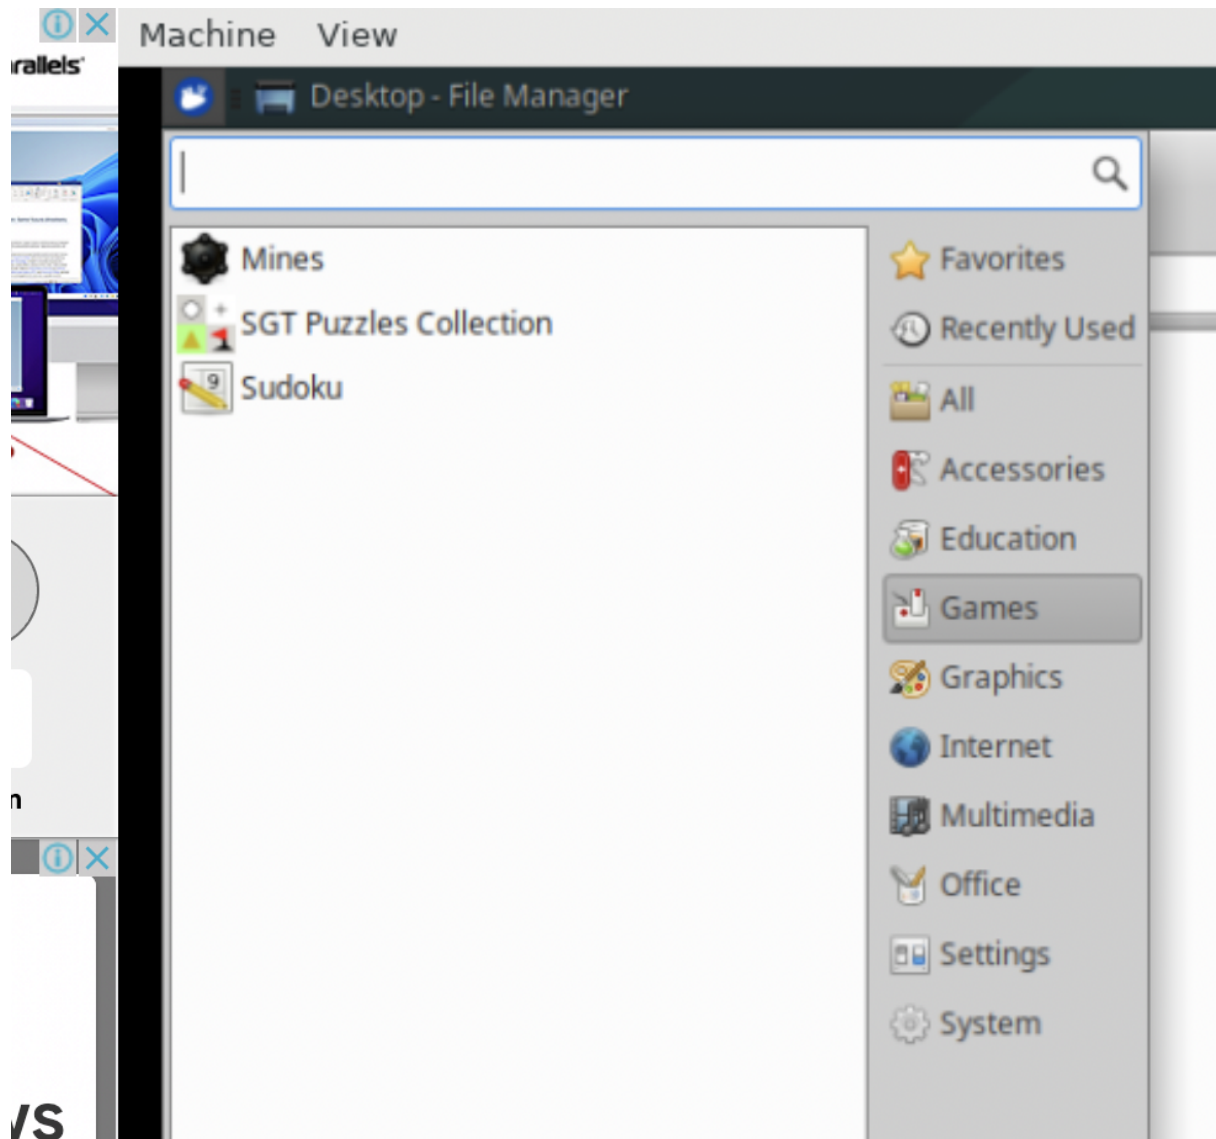 Machine View
Desktop - File Manager
Mines
SGT Puzzles Collection
Sudoku
Favorites
Recently Used
All
Accessories
Education
Games
Graphics
Internet
Multimedia
Office
Settings
System